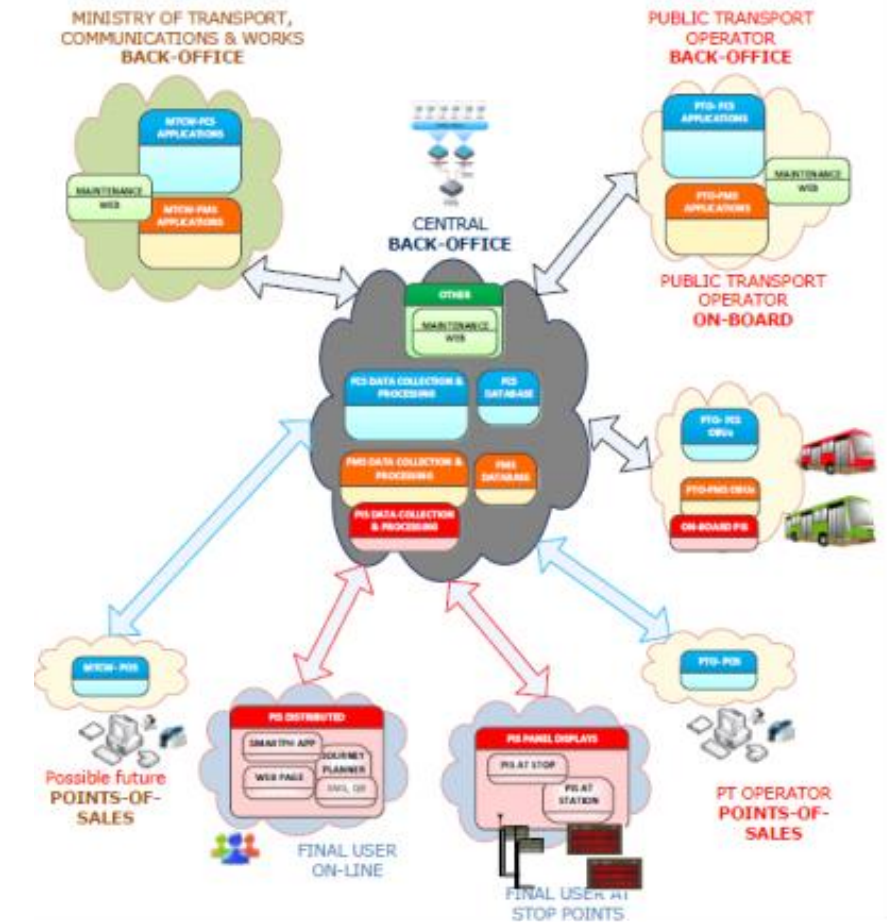 MINISTRY OF TRANSPORT,
COMMUNICATIONS & WORKS
BACK-OFFICE
PUBLIC TRANSPORT
OPERATOR
BACK-OFFICE
MTCW-FCS
APPLICATIONS
MAINTENANCE
WEB
MTCW-FMS
APPLICATIONS
PTO- FCS
APPLICATIONS
MAINTENANCE
WEB
PTO-FMS
APPLICATIONS
CENTRAL
BACK-OFFICE
PUBLIC TRANSPORT
OPERATOR
ON-BOARD
OTHER
MAINTENANCE
WEB
FCS DATA COLLECTION &
PROCESSING
FCS
DATABASE
FMS DATA COLLECTION &
PROCESSING
FMS
DATABASE
PIS DATA COLLECTION
& PROCESSING
PTO- FCS
OBUs
PTO-FMS OBUs
ON-BOARD PIS
MTCW- POS
PTO- POS
Possible future
POINTS-OF-
SALES
PIS DISTRIBUTED
SMARTPH APP
JOURNEY
PLANNER
WEB PAGE
FINAL USER
ON-LINE
PIS PANEL DISPLAYS
PIS AT STOP
PIS AT
STATION
FINAL USER AT
STOP POINTS
PT OPERATOR
POINTS-OF-
SALES